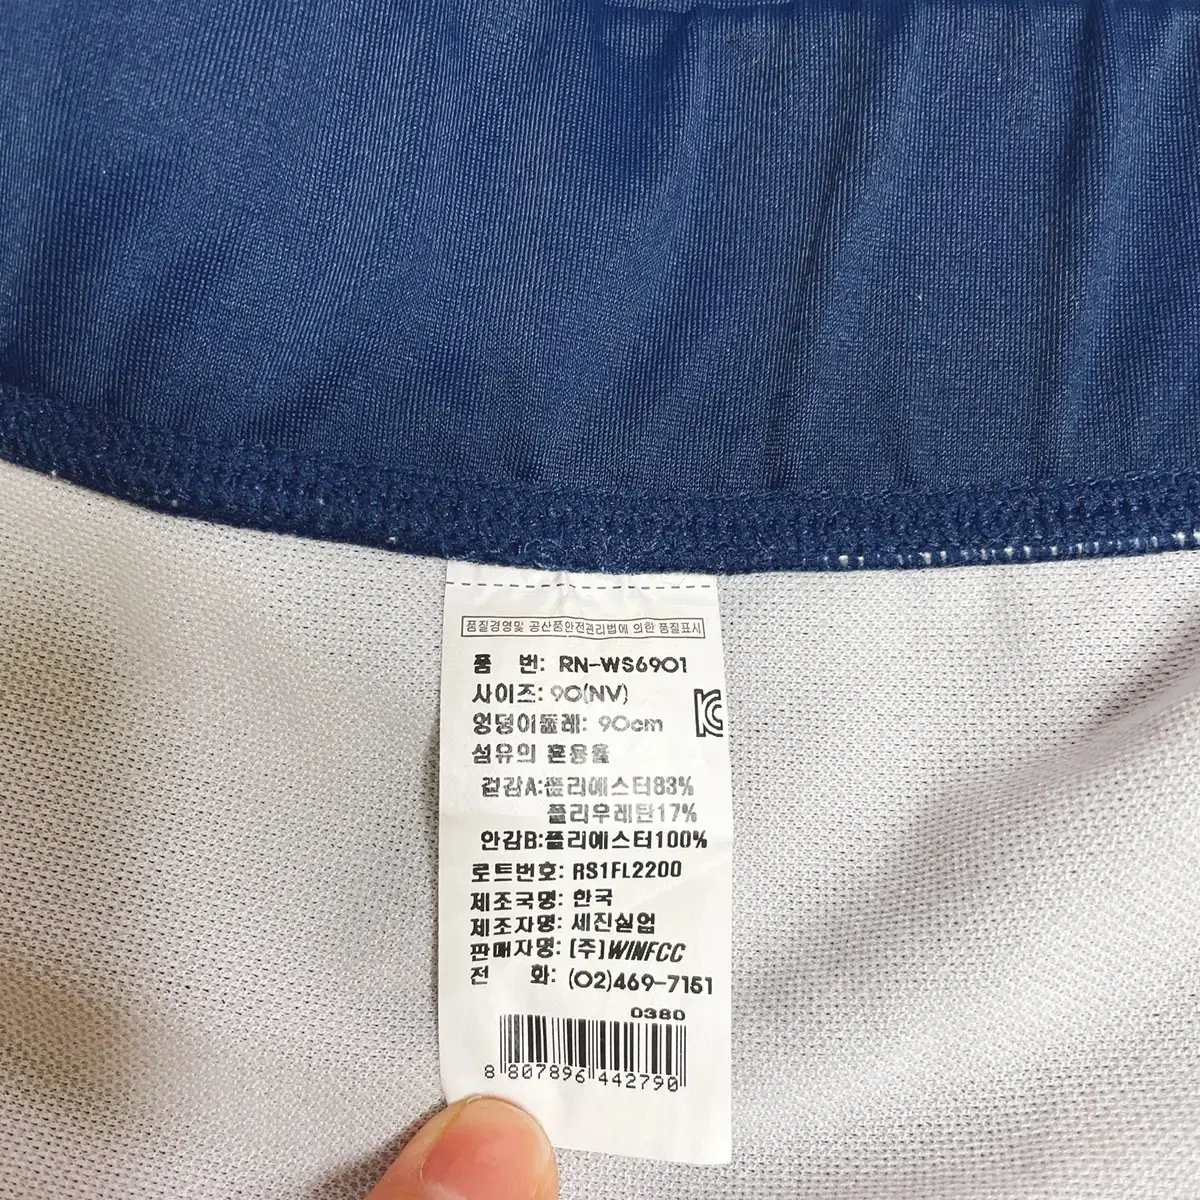 품질경영및 공산품안전관리법에 의한 품질표시
품 번: RN-WS6901
사이즈: 90(NV)
엉덩이둘레: 90cm
섬유의 혼용율
겉감A:폴리에스터83%
폴리우레탄17%
안감B:폴리에스터100%
로트번호: RS1FL2200
제조국명: 한국
제조자명: 세진실업
판매자명: [주]WINFCC
전 화: (02)469-7151
0380
8 807896 442790